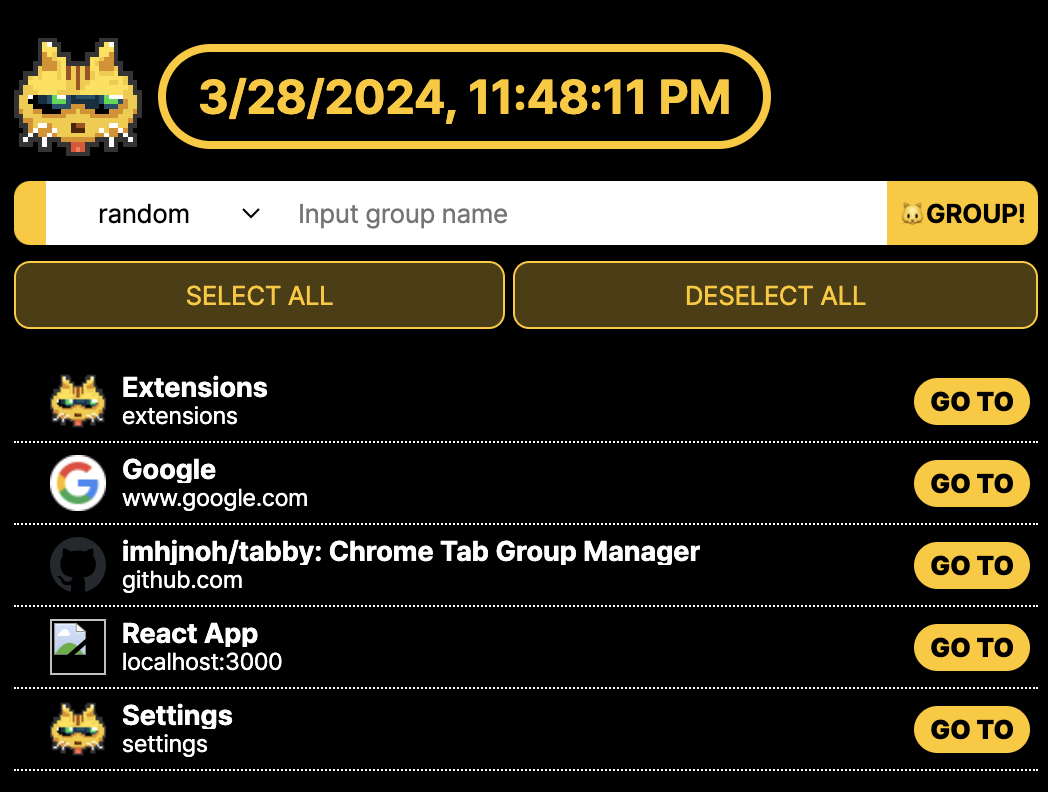 3/28/2024, 11:48:11 PM
random Input group name 🐱GROUP!
SELECT ALL DESELECT ALL
Extensions
extensions
GO TO
Google
www.google.com
GO TO
imhjnoh/tabby: Chrome Tab Group Manager
github.com
GO TO
React App
localhost:3000
GO TO
Settings
settings
GO TO